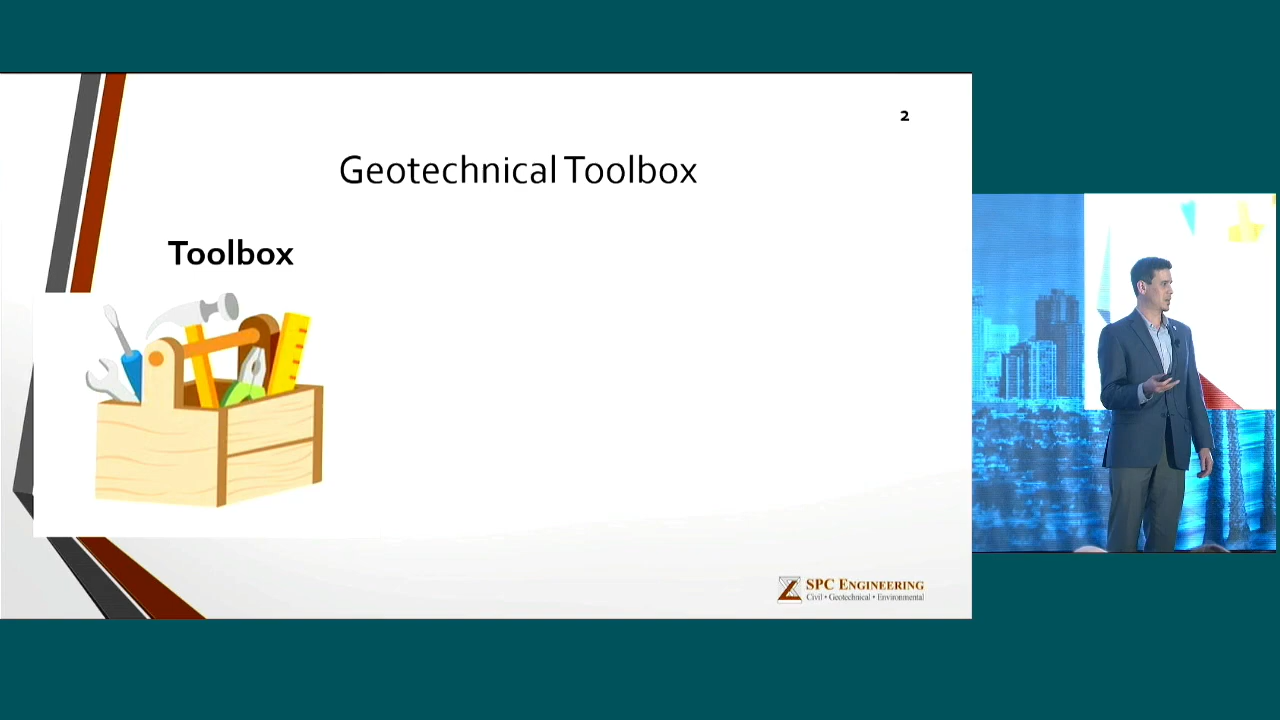 2
Geotechnical Toolbox
Toolbox
SPC ENGINEERING
Civil • Geotechnical • Environmental